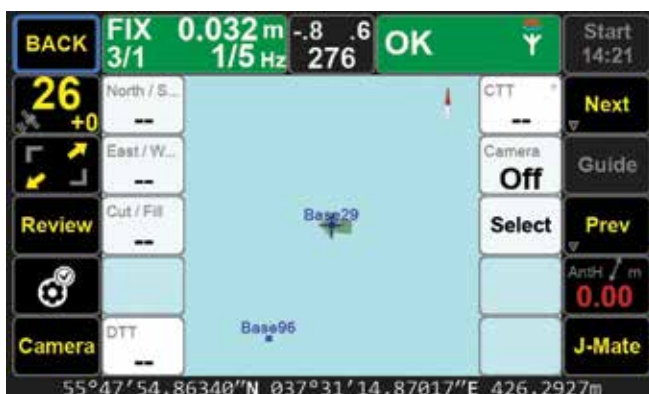 BACK
FIX 0.032 m
3/1 1/5 Hz
-.8 .6
276
OK
Start
14:21
26
+0
North / S...
--
CTT °
--
Next
East / W...
--
Camera
Off
Guide
Review
Cut / Fill
--
Base29
Select
Prev
AntH m
0.00
Camera
DTT
--
Base96
J-Mate
55°47'54.86340"N 037°31'14.87017"E 426.2927m